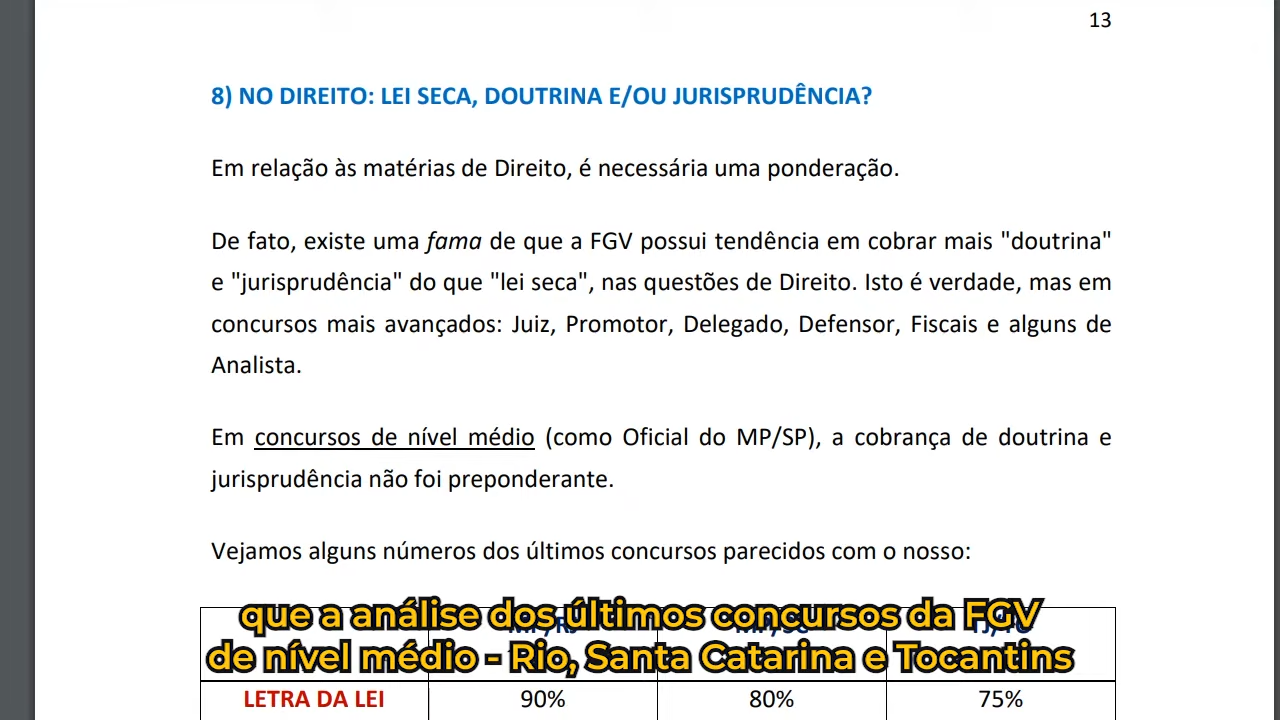 13
8) NO DIREITO: LEI SECA, DOUTRINA E/OU JURISPRUDÊNCIA?
Em relação às matérias de Direito, é necessária uma ponderação.
De fato, existe uma fama de que a FGV possui tendência em cobrar mais "doutrina"
e "jurisprudência" do que "lei seca", nas questões de Direito. Isto é verdade, mas em
concursos mais avançados: Juiz, Promotor, Delegado, Defensor, Fiscais e alguns de
Analista.
Em concursos de nível médio (como Oficial do MP/SP), a cobrança de doutrina e
jurisprudência não foi preponderante.
Vejamos alguns números dos últimos concursos parecidos com o nosso:
que a análise dos últimos concursos da FGV
de nível médio - Rio, Santa Catarina e Tocantins
LETRA DA LEI 90% 80% 75%